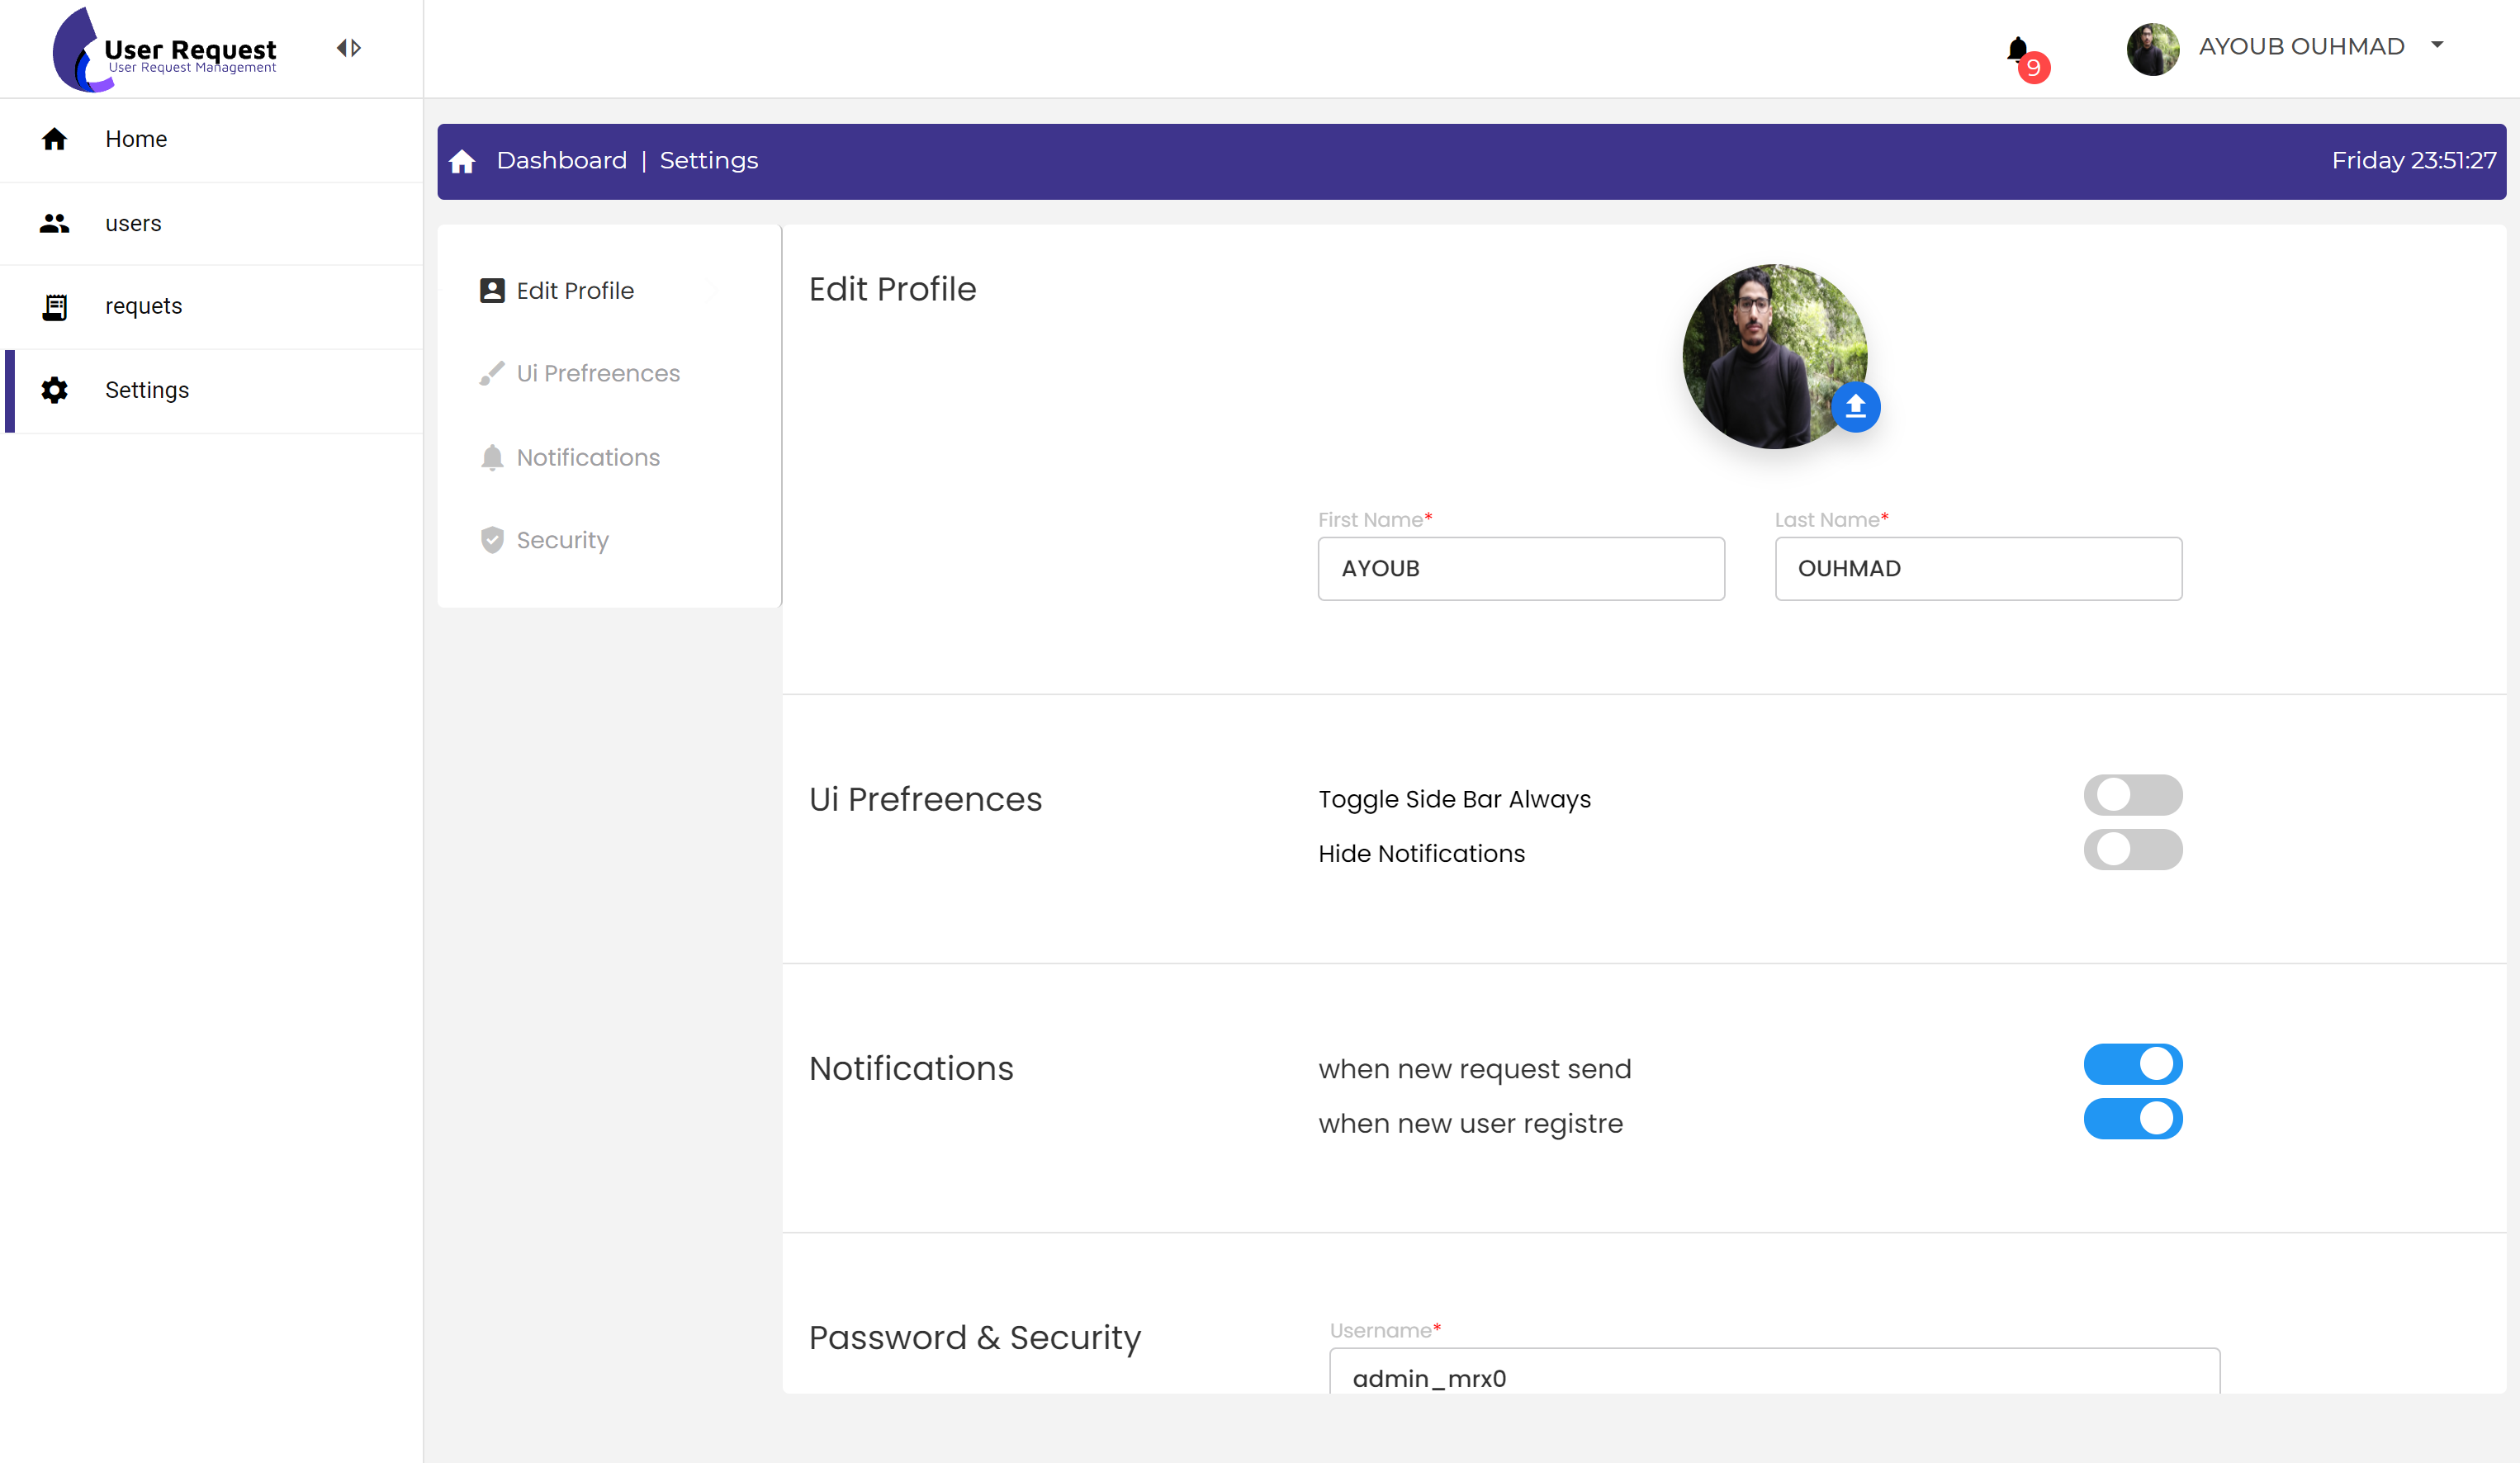 User Request
User Request Management
9
AYOUB OUHMAD
Home
users
requets
Settings
Dashboard | Settings
Friday 23:51:27
Edit Profile
Ui Prefreences
Notifications
Security
Edit Profile
First Name*
Last Name*
AYOUB
OUHMAD
Ui Prefreences
Toggle Side Bar Always
Hide Notifications
Notifications
when new request send
when new user registre
Password & Security
Username*
admin_mrx0